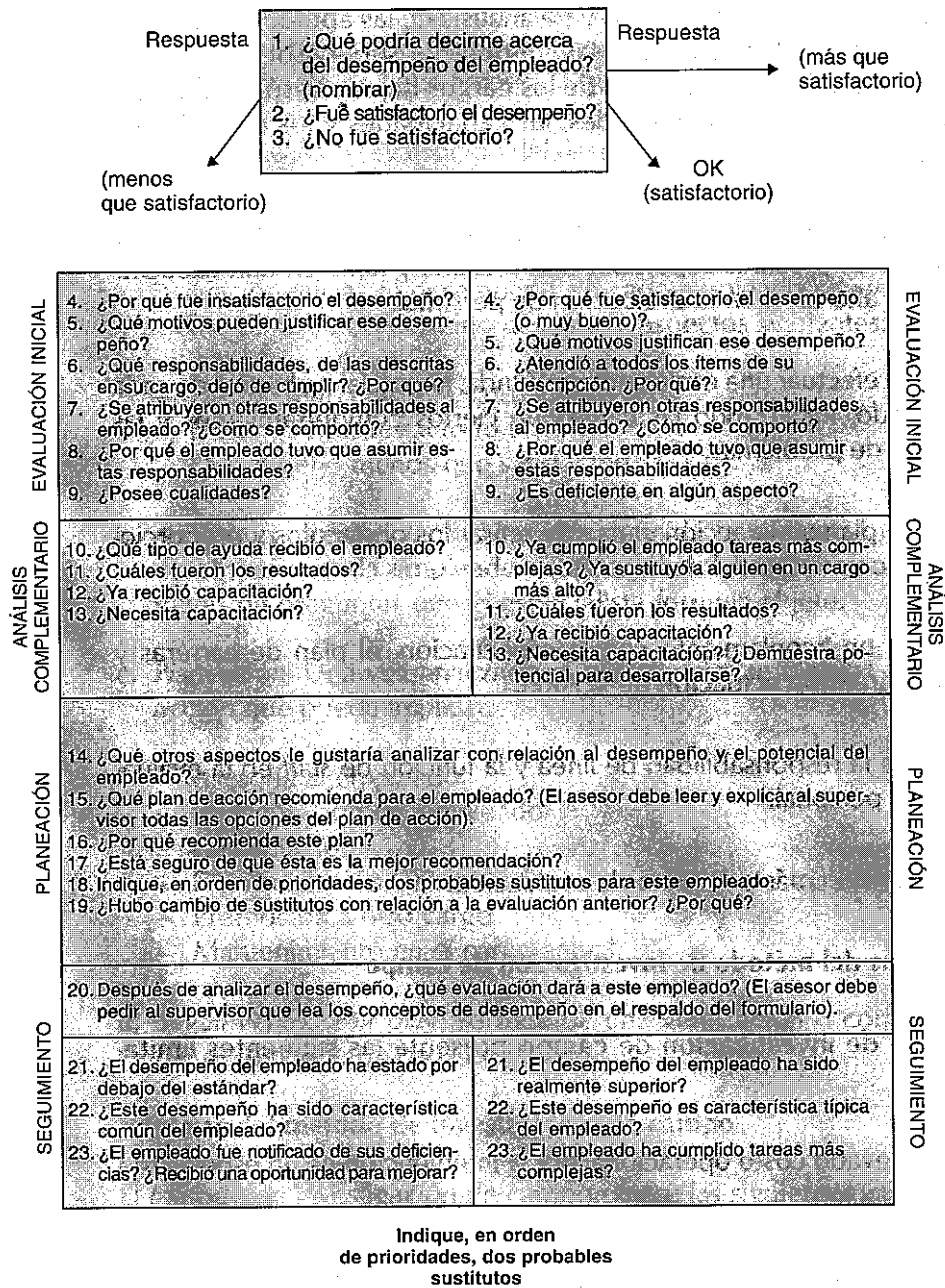 Respuesta
1. ¿Qué podría decirme acerca
del desempeño del empleado?
(nombrar)
2. ¿Fué satisfactorio el desempeño?
3. ¿No fue satisfactorio?
Respuesta
(más que
satisfactorio)
(menos
que satisfactorio)
OK
(satisfactorio)
EVALUACIÓN INICIAL
4. ¿Por qué fue insatisfactorio el desempeño?
5. ¿Qué motivos pueden justificar ese desem-
peño?
6. ¿Qué responsabilidades, de las descritas
en su cargo, dejó de cumplir? ¿Por qué?
7. ¿Se atribuyeron otras responsabilidades al
empleado? ¿Cómo se comportó?
8. ¿Por qué el empleado tuvo que asumir es-
tas responsabilidades?
9. ¿Posee cualidades?
4. ¿Por qué fue satisfactorio el desempeño
(o muy bueno)?
5. ¿Qué motivos justifican ese desempeño?
6. ¿Atendió a todos los ítems de su
descripción. ¿Por qué?
7. ¿Se atribuyeron otras responsabilidades
al empleado? ¿Cómo se comportó?
8. ¿Por qué el empleado tuvo que asumir
estas responsabilidades?
9. ¿Es deficiente en algún aspecto?
EVALUACIÓN INICIAL
ANÁLISIS
COMPLEMENTARIO
10. ¿Qué tipo de ayuda recibió el empleado?
11. ¿Cuáles fueron los resultados?
12. ¿Ya recibió capacitación?
13. ¿Necesita capacitación?
10. ¿Ya cumplió el empleado tareas más com-
plejas? ¿Ya sustituyó a alguien en un cargo
más alto?
11. ¿Cuáles fueron los resultados?
12. ¿Ya recibió capacitación?
13. ¿Necesita capacitación? ¿Demuestra po-
tencial para desarrollarse?
ANÁLISIS
COMPLEMENTARIO
PLANEACIÓN
14. ¿Qué otros aspectos le gustaría analizar con relación al desempeño y el potencial del
empleado?
15. ¿Qué plan de acción recomienda para el empleado? (El asesor debe leer y explicar al super-
visor todas las opciones del plan de acción).
16. ¿Por qué recomienda este plan?
17. ¿Está seguro de que ésta es la mejor recomendación?
18. Indique, en orden de prioridades, dos probables sustitutos para este empleado.
19. ¿Hubo cambio de sustitutos con relación a la evaluación anterior? ¿Por qué?
PLANEACIÓN
SEGUIMIENTO
20. Después de analizar el desempeño, ¿qué evaluación dará a este empleado? (El asesor debe
pedir al supervisor que lea los conceptos de desempeño en el respaldo del formulario).
21. ¿El desempeño del empleado ha estado por
debajo del estándar?
22. ¿Este desempeño ha sido característica
común del empleado?
23. ¿El empleado fue notificado de sus deficien-
cias? ¿Recibió una oportunidad para mejorar?
21. ¿El desempeño del empleado ha sido
realmente superior?
22. ¿Este desempeño es característica típica
del empleado?
23. ¿El empleado ha cumplido tareas más
complejas?
SEGUIMIENTO
Indique, en orden
de prioridades, dos probables
sustitutos